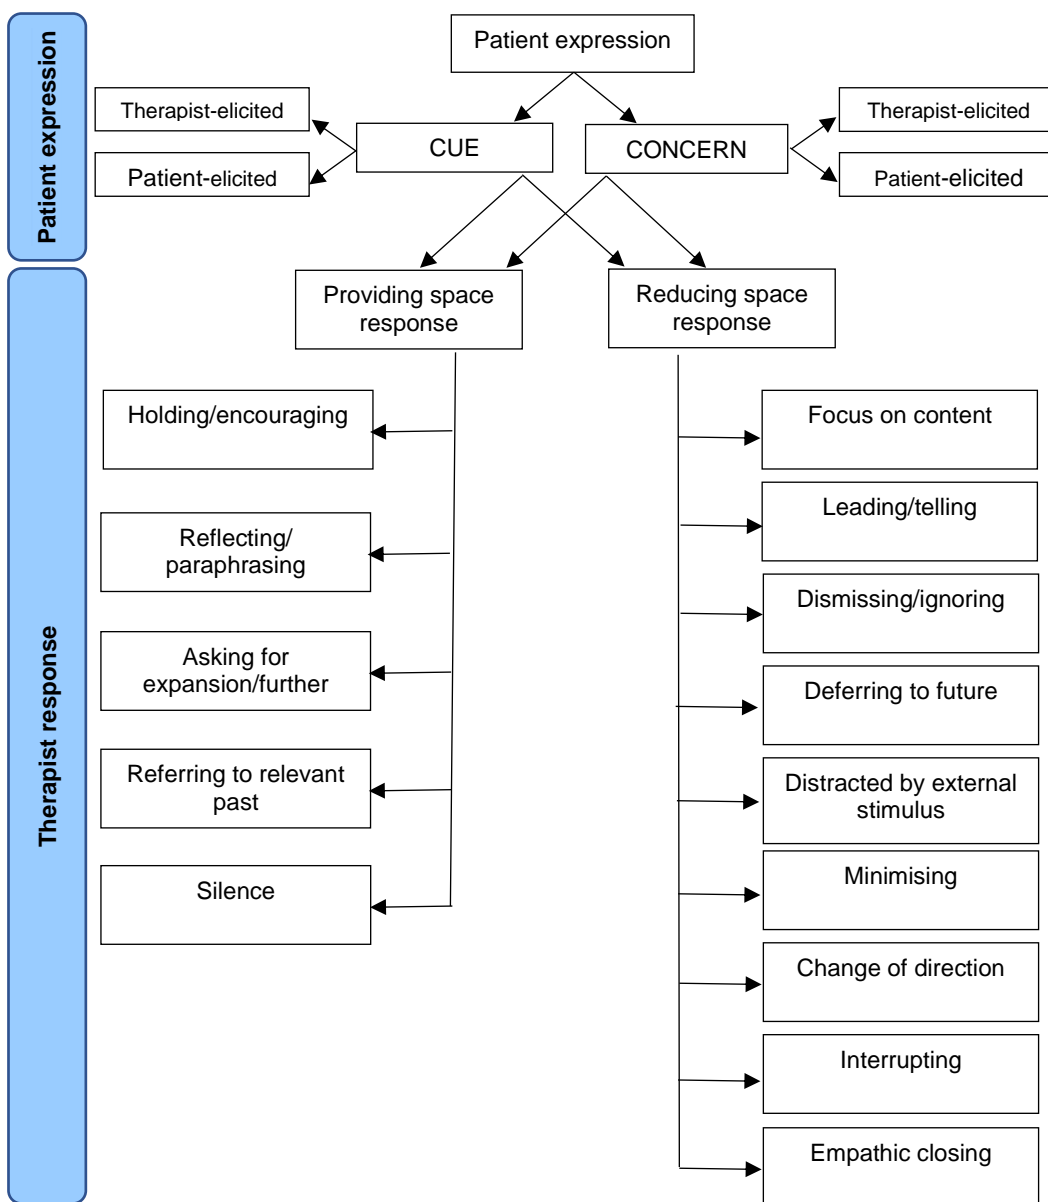 Patient expression
Patient expression
Therapist-elicited
Therapist-elicited
CUE
CONCERN
Patient-elicited
Patient-elicited
Therapist response
Providing space
response
Reducing space
response
Holding/encouraging
Reflecting/
paraphrasing
Asking for
expansion/further
Referring to relevant
past
Silence
Focus on content
Leading/telling
Dismissing/ignoring
Deferring to future
Distracted by external
stimulus
Minimising
Change of direction
Interrupting
Empathic closing